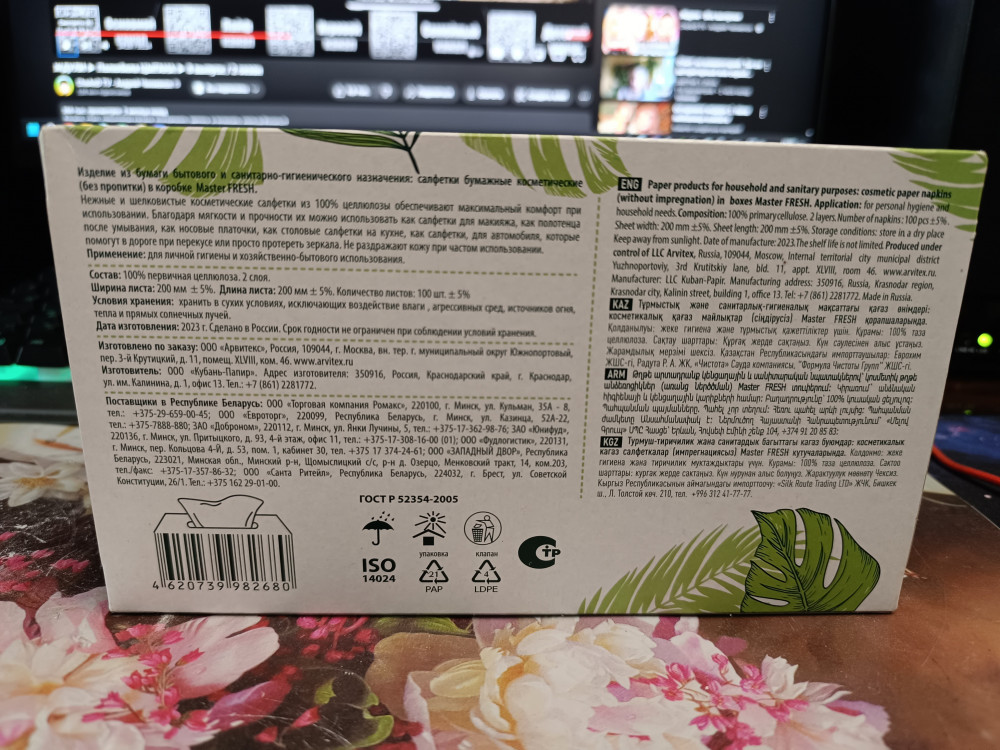 Изделие из бумаги бытового и санитарно-гигиенического назначения: салфетки бумажные косметические
(без пропитки) в коробке Master FRESH.
Нежные и шелковистые косметические салфетки из 100% целлюлозы обеспечивают максимальный комфорт при
использовании. Благодаря мягкости и прочности их можно использовать как салфетки для макияжа, как полотенца
после умывания, как носовые платочки, как столовые салфетки на кухне, как салфетки, для автомобиля, которые
помогут в дороге при перекусе или просто протереть зеркала. Не раздражают кожу при частом использовании.
Применение: для личной гигиены и хозяйственно-бытового использования.
Состав: 100% первичная целлюлоза. 2 слоя.
Ширина листа: 200 мм ± 5%. Длина листа: 200 мм ± 5%. Количество листов: 100 шт. ± 5%
Условия хранения: хранить в сухих условиях, исключающих воздействие влаги , агрессивных сред, источников огня,
тепла и прямых солнечных лучей.
Дата изготовления: 2023 г. Сделано в России. Срок годности не ограничен при соблюдении условий хранения.
Изготовлено по заказу: ООО «Арвитекс», Россия, 109044, г. Москва, вн. тер. г. муниципальный округ Южнопортовый,
пер. 3-й Крутицкий, д. 11, помещ. XLVIII, ком. 46. www.arvitex.ru
Изготовитель: ООО «Кубань-Папир». Адрес изготовителя: 350916, Россия, Краснодарский край, г. Краснодар,
ул. им. Калинина, д. 1, офис 13. Тел.: +7 (861) 2281772.
Поставщики в Республике Беларусь: ООО "Торговая компания Ромакс", 220100, г. Минск, ул. Кульман, 35А - 8,
тел.: +375-29-659-00-45; ООО «Евроторг», 220099, Республика Беларусь, г. Минск, ул. Казинца, 52А-22,
тел.: +375-7888-880; ЗАО «Доброном», 220112, г. Минск, ул. Янки Лучины, 5, тел.: +375-162-98-76-36; ЗАО «Юнифуд»,
220136, г. Минск, ул. Притыцкого, д. 93, 4-й этаж, офис 11, тел.: +375-17-308-16-00 (01); ООО «Фудлогистик», 220131,
г. Минск, пер. Кольцова 4-й, д. 53, пом. 1, кабинет 30, тел. +375 17 374-24-61; ООО «ЗАПАДНЫЙ ДВОР», Республика
Беларусь, 223021, Минская обл., Минский р-н, Щомыслицкий с/с, р-н д. Озерцо, Менковский тракт, 14, ком.203,
тел./факс: +375-17-357-86-32; ООО «Санта Ритейл», Республика Беларусь, 224032, г. Брест, ул. Советской
Конституции, 26/1. Тел.: +375 162 29-01-00.
ГОСТ Р 52354-2005
4 620739 982680
ISO
14024
упаковка
21
PAP
клапан
4
LDPE
ENG Paper products for household and sanitary purposes: cosmetic paper napkins
(without impregnation) in boxes Master FRESH. Application: for personal hygiene and
household needs. Composition: 100% primary cellulose. 2 layers. Number of napkins: 100 pcs ± 5%.
Sheet width: 200 mm ±5%. Sheet length: 200 mm ±5%. Storage conditions: store in a dry place
Keep away from sunlight. Date of manufacture: 2023.The shelf life is not limited. Produced under
control of LLC Arvitex, Russia, 109044, Moscow, Internal territorial city municipal district
Yuzhnoportoviy, 3rd Krutitskiy lane, bld. 11, appt. XLVIII, room 46. www.arvitex.ru.
Manufacturer: LLC Kuban-Papir. Manufacturing address: 350916, Russia, Krasnodar region,
Krasnodar city, Kalinin street, building 1, office 13. Tel: +7 (861) 2281772. Made in Russia.
KAZ Тұрмыстық және санитарлық-гигиеналық мақсаттағы қағаз өнімдері:
косметикалық қағаз майлықтар (сіңдірусіз) Master FRESH қорапшаларында.
Қолданылуы: жеке гигиена және тұрмыстық қажеттіліктер үшін. Құрамы: 100% таза
целлюлоза. Сақтау шарттары: Құрғақ жерде сақтаңыз. Күн сәулесінен алыс ұстаңыз.
Жарамдылық мерзімі шексіз. Қазақстан Республикасындағы импорттаушылар: Еврохим
ЖШС-гі, Радуга Р. А. ЖК, «Чистота» Сауда компаниясы, "Формула Чистоты Групп" ЖШС-гі.
ARM
Master FRESH
100%
104, +374 91 20 85 83:
KGZ Турмуш-тиричилик жана санитардык багыттагы кагаз буюмдар: косметикалык
кагаз салфеткалар (импрегнациясыз) Master FRESH кутучаларында. Колдонмо: жеке
гигиена жана тиричилик муктаждыктары үчүн. Курамы: 100% таза целлюлоза. Сактоо
шарттары: кургак жерде сактаңыз. Күн нурунан алыс болуңуз. Жарактуулук мөөнөтү Чексиз.
Кыргыз Республикасынын аймагындагы импорттоочу: «Silk Route Trading LTD» ЖЧК, Бишкек
ш., Л. Толстой көч. 210, тел. +996 312 41-77-77.